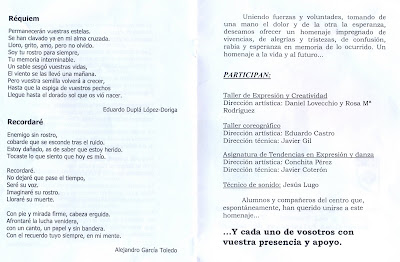 Réquiem
Permanecerán vuestras estelas.
Se han clavado ya en mi alma cruzada.
Lloro, grito, amo, pero no olvido.
Soy tu rostro para siempre,
Tu memoria interminable.
Un sable sesgó vuestras vidas,
El viento se las llevó una mañana.
Pero vuestra semilla volverá a crecer,
Hasta que la espiga de vuestros pechos
Llegue hasta el dorado sol que os vió nacer.
Eduardo Duplá López-Doriga
Recordaré
Enemigo sin rostro,
cobarde que se esconde tras el ruido.
Estoy dañado, as de saber que estoy herido.
Tocaste lo que siento que hoy es mío.
Recordaré.
No dejaré que pase el tiempo,
Seré su voz.
Imaginaré su rostro.
Lloraré su muerte.
Con pie y mirada firme, cabeza erguida.
Afrontaré la lucha venidera,
con un canto, un papel y sin bandera.
Con el recuerdo tuyo siempre, en mi mente.
Alejandro García Toledo
Uniendo fuerzas y voluntades, tomando de
una mano el dolor y de la otra la esperanza,
deseamos ofrecer un homenaje impregnado de
vivencias, de alegrías y tristezas, de confusión,
rabia y esperanza en memoria de lo ocurrido. Un
homenaje a la vida y al futuro...
PARTICIPAN:
Taller de Expresión y Creatividad
Dirección artística: Daniel Lovecchio y Rosa Mª
Rodríguez
Taller coreográfico
Dirección artística: Eduardo Castro
Dirección técnica: Javier Gil
Asignatura de Tendencias en Expresión y danza
Dirección artística: Conchita Pérez
Dirección técnica: Javier Coterón
Técnico de sonido: Jesús Lugo
Alumnos y compañeros del centro que,
espontáneamente, han querido unirse a este
homenaje...
...Y cada uno de vosotros con
vuestra presencia y apoyo.